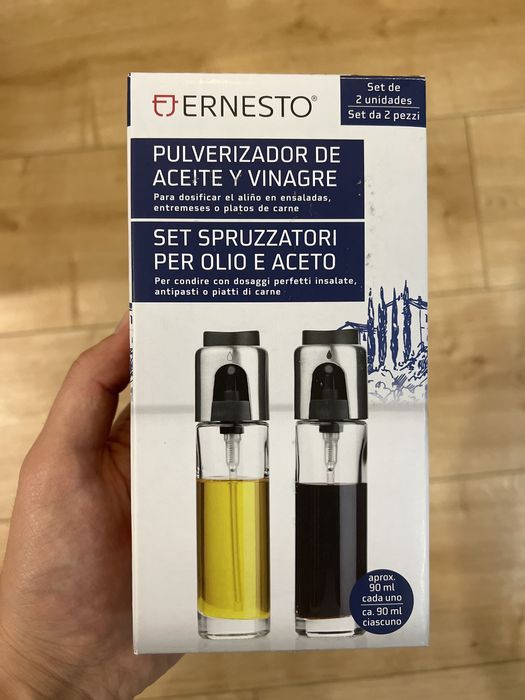 ERNESTO®
Set de
2 unidades
Set da 2 pezzi
PULVERIZADOR DE
ACEITE Y VINAGRE
Para dosificar el aliño en ensaladas,
entremeses o platos de carne
SET SPRUZZATORI
PER OLIO E ACETO
Per condire con dosaggi perfetti insalate,
antipasti o piatti di carne
aprox.
90 ml
cada uno
ca. 90 ml
ciascuno